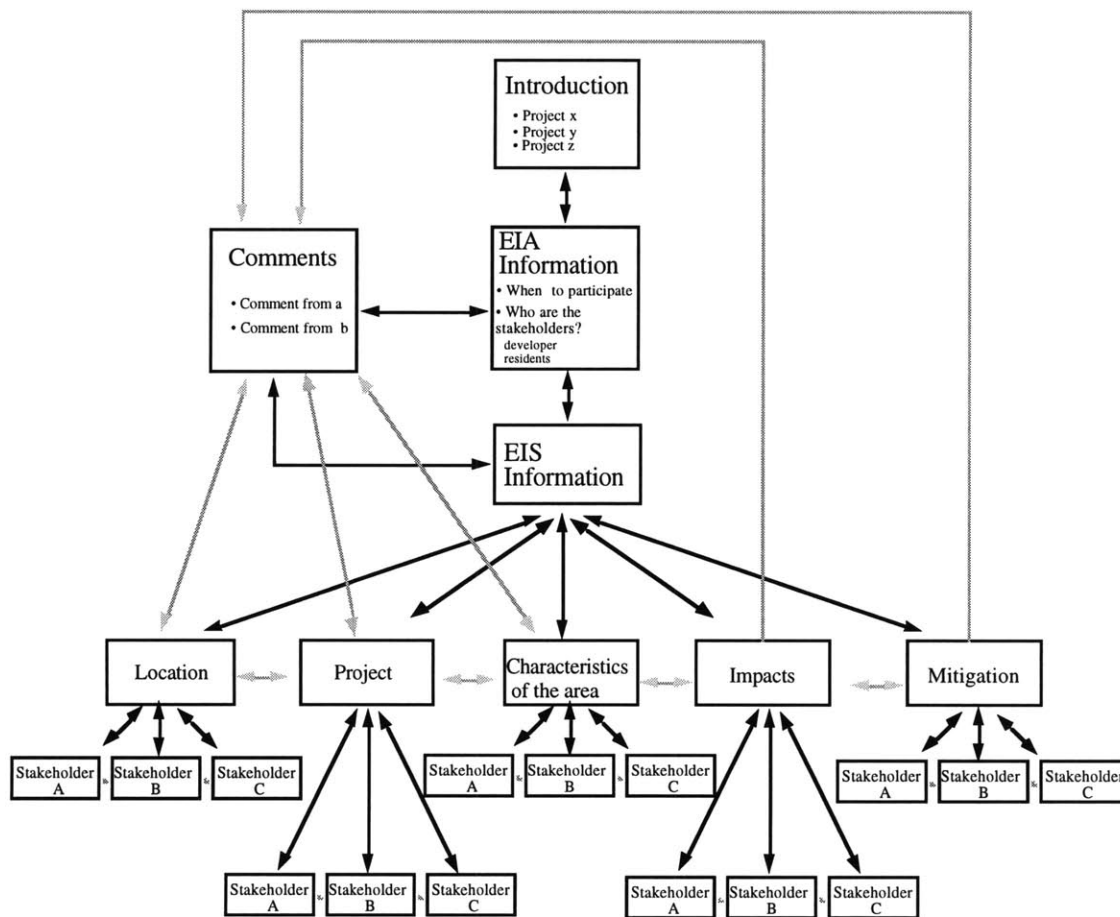 Introduction
• Project x
• Project y
• Project z
Comments
• Comment from a
• Comment from b
EIA
Information
• When to participate
• Who are the
stakeholders?
developer
residents
EIS
Information
Location
Project
Characteristics
of the area
Impacts
Mitigation
Stakeholder
A
Stakeholder
B
Stakeholder
C
Stakeholder
A
Stakeholder
B
Stakeholder
C
Stakeholder
A
Stakeholder
B
Stakeholder
C
Stakeholder
A
Stakeholder
B
Stakeholder
C
Stakeholder
A
Stakeholder
B
Stakeholder
C